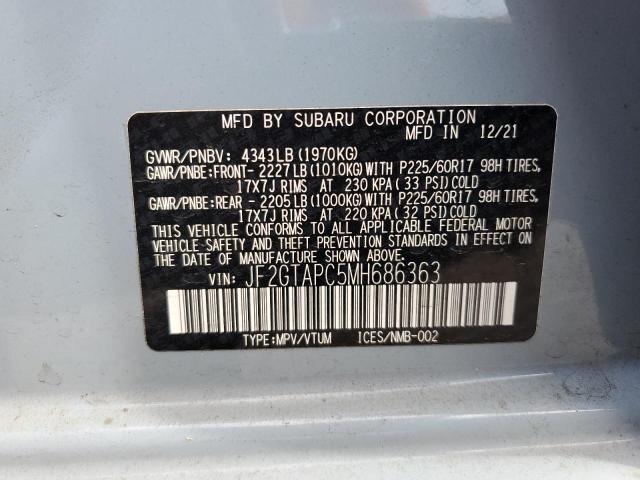 MFD BY SUBARU CORPORATION
MFD IN 12/21
GVWR/PNBV: 4343LB(1970KG)
GAWR/PNBE:FRONT- 2227LB(1010KG)WITH P225/60R17 98H TIRES,
17X7J RIMS AT 230 KPA(33 PSI)COLD
GAWR/PNBE:REAR - 2205LB(1000KG)WITH P225/60R17 98H TIRES,
17X7J RIMS AT 220 KPA(32 PSI)COLD
THIS VEHICLE CONFORMS TO ALL APPLICABLE FEDERAL MOTOR
VEHICLE SAFETY AND THEFT PREVENTION STANDARDS IN EFFECT ON
THE DATE OF MANUFACTURE SHOWN ABOVE.
VIN: JF2GTAPC5MH686363
TYPE:MPV/VTUM ICES/NMB-002